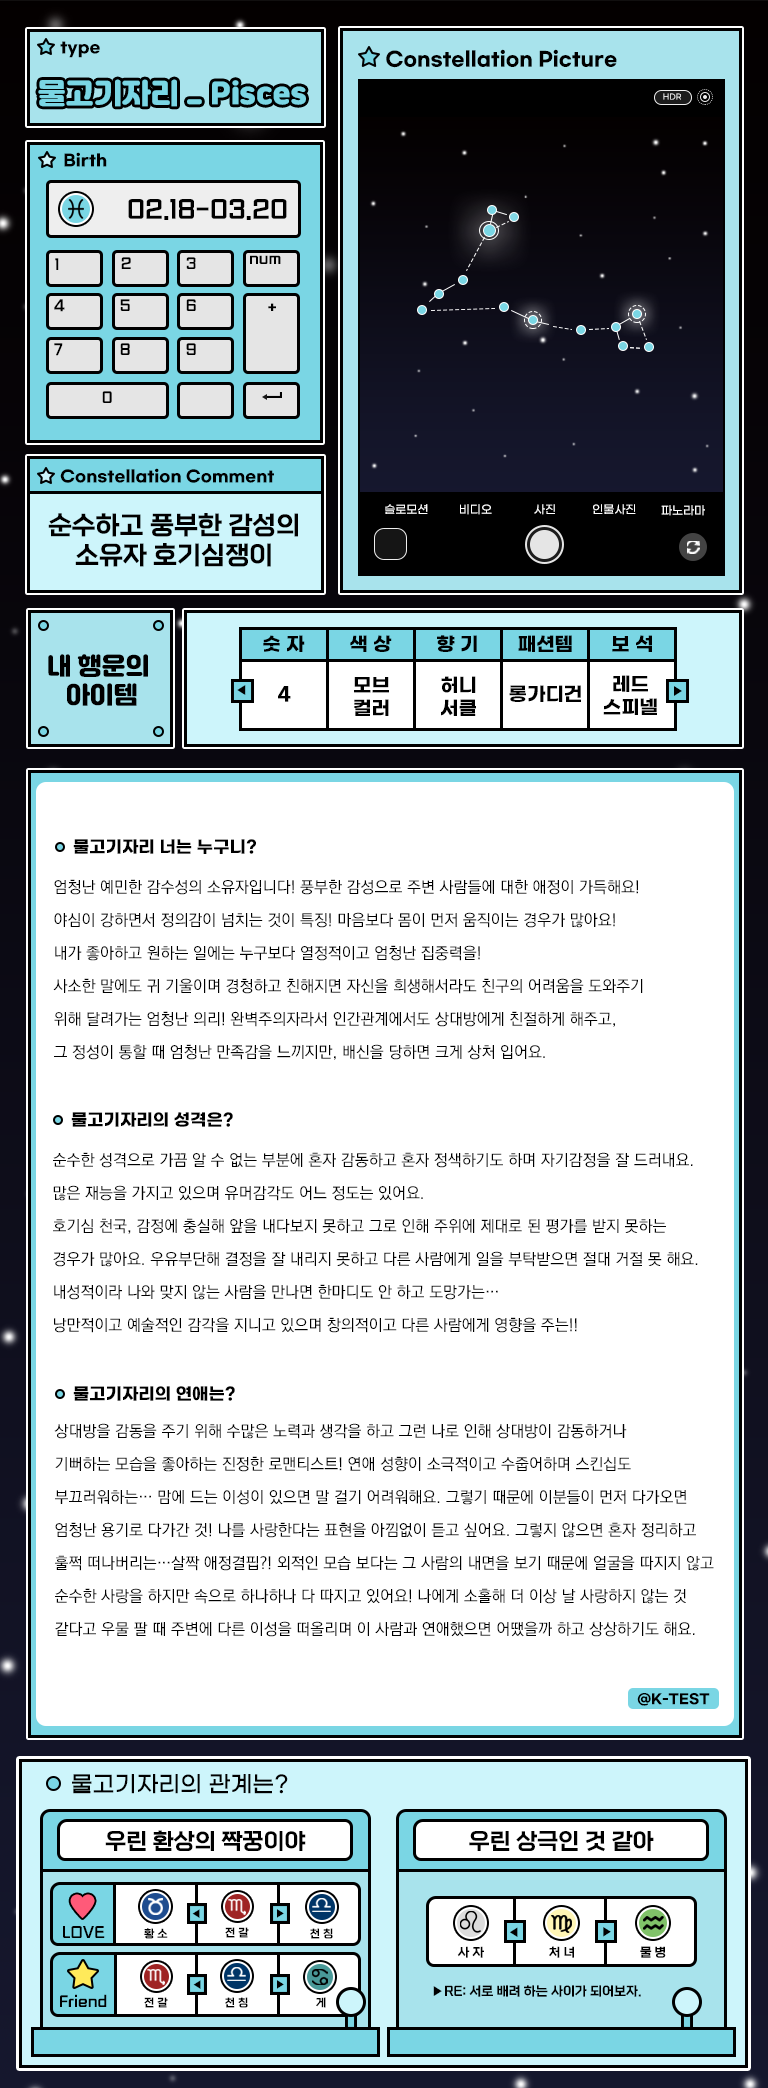 type
물고기자리 _ Pisces
Birth
02.18-03.20
1 2 3 num
4 5 6 +
7 8 9
0
Constellation Comment
순수하고 풍부한 감성의
소유자 호기심쟁이
Constellation Picture
HDR
슬로모션 비디오 사진 인물사진 파노라마
내 행운의
아이템
숫 자 색 상 향 기 패션템 보 석
4 모브 컬러 허니 서클 롱가디건 레드 스피넬
물고기자리 너는 누구니?
엄청난 예민한 감수성의 소유자입니다! 풍부한 감성으로 주변 사람들에 대한 애정이 가득해요!
야심이 강하면서 정의감이 넘치는 것이 특징! 마음보다 몸이 먼저 움직이는 경우가 많아요!
내가 좋아하고 원하는 일에는 누구보다 열정적이고 엄청난 집중력을!
사소한 말에도 귀 기울이며 경청하고 친해지면 자신을 희생해서라도 친구의 어려움을 도와주기
위해 달려가는 엄청난 의리! 완벽주의자라서 인간관계에서도 상대방에게 친절하게 해주고,
그 정성이 통할 때 엄청난 만족감을 느끼지만, 배신을 당하면 크게 상처 입어요.
물고기자리의 성격은?
순수한 성격으로 가끔 알 수 없는 부분에 혼자 감동하고 혼자 정색하기도 하며 자기감정을 잘 드러내요.
많은 재능을 가지고 있으며 유머감각도 어느 정도는 있어요.
호기심 천국, 감정에 충실해 앞을 내다보지 못하고 그로 인해 주위에 제대로 된 평가를 받지 못하는
경우가 많아요. 우유부단해 결정을 잘 내리지 못하고 다른 사람에게 일을 부탁받으면 절대 거절 못 해요.
내성적이라 나와 맞지 않는 사람을 만나면 한마디도 안 하고 도망가는…
낭만적이고 예술적인 감각을 지니고 있으며 창의적이고 다른 사람에게 영향을 주는!!
물고기자리의 연애는?
상대방을 감동을 주기 위해 수많은 노력과 생각을 하고 그런 나로 인해 상대방이 감동하거나
기뻐하는 모습을 좋아하는 진정한 로맨티스트! 연애 성향이 소극적이고 수줍어하며 스킨십도
부끄러워하는… 맘에 드는 이성이 있으면 말 걸기 어려워해요. 그렇기 때문에 이분들이 먼저 다가오면
엄청난 용기로 다가간 것! 나를 사랑한다는 표현을 아낌없이 듣고 싶어요. 그렇지 않으면 혼자 정리하고
훌쩍 떠나버리는…살짝 애정결핍?! 외적인 모습 보다는 그 사람의 내면을 보기 때문에 얼굴을 따지지 않고
순수한 사랑을 하지만 속으로 하나하나 다 따지고 있어요! 나에게 소홀해 더 이상 날 사랑하지 않는 것
같다고 우물 팔 때 주변에 다른 이성을 떠올리며 이 사람과 연애했으면 어땠을까 하고 상상하기도 해요.
@K-TEST
물고기자리의 관계는?
우린 환상의 짝꿍이야
LOVE 황소 전갈 천칭
Friend 전갈 천칭 게
우린 상극인 것 같아
사자 처녀 물병
▶RE: 서로 배려 하는 사이가 되어보자.